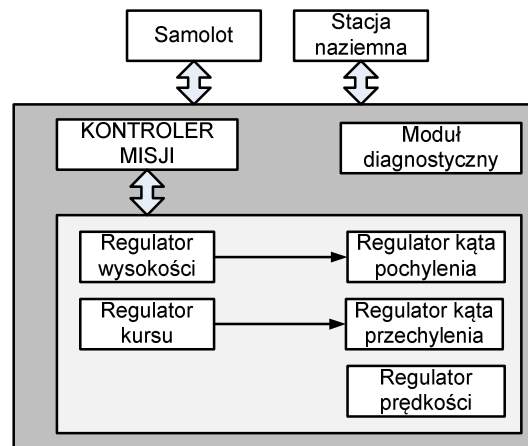 Samolot
Stacja
naziemna
KONTROLER
MISJI
Moduł
diagnostyczny
Regulator
wysokości
Regulator kąta
pochylenia
Regulator
kursu
Regulator kąta
przechylenia
Regulator
prędkości